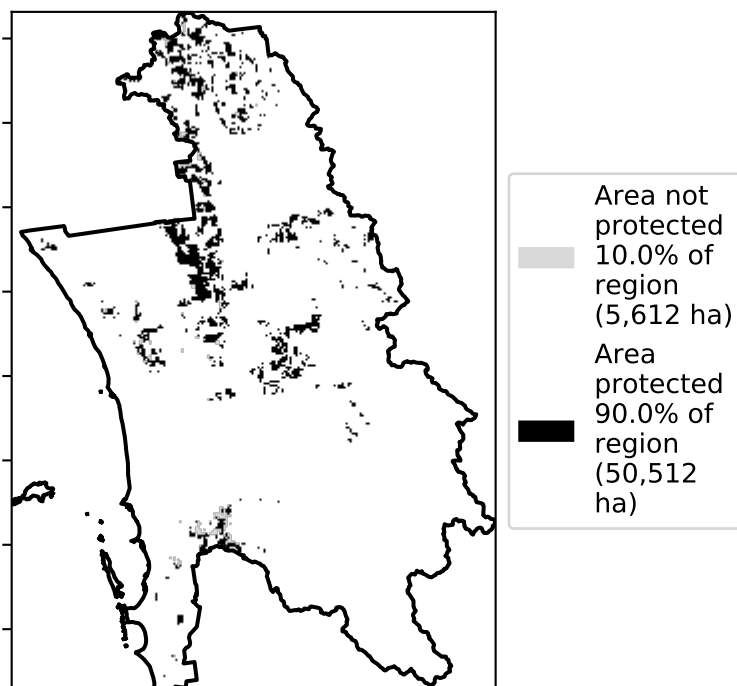 Area not
protected
10.0% of
region
(5,612 ha)
Area
protected
90.0% of
region
(50,512
ha)